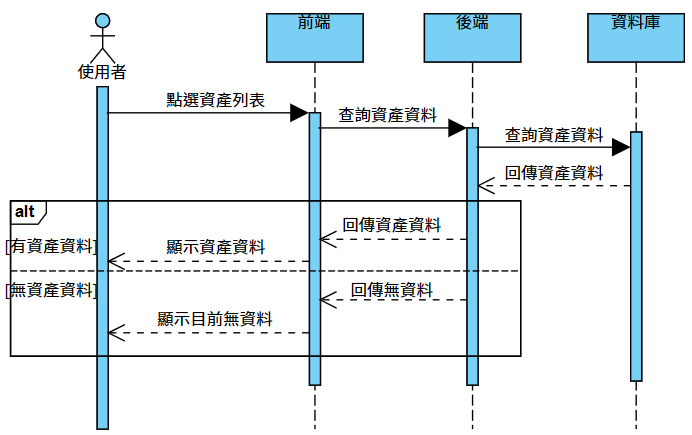 前端
後端
資料庫
使用者
點選資產列表
查詢資產資料
查詢資產資料
回傳資產資料
alt
回傳資產資料
[有資產資料]
顯示資產資料
[無資產資料]
回傳無資料
顯示目前無資料